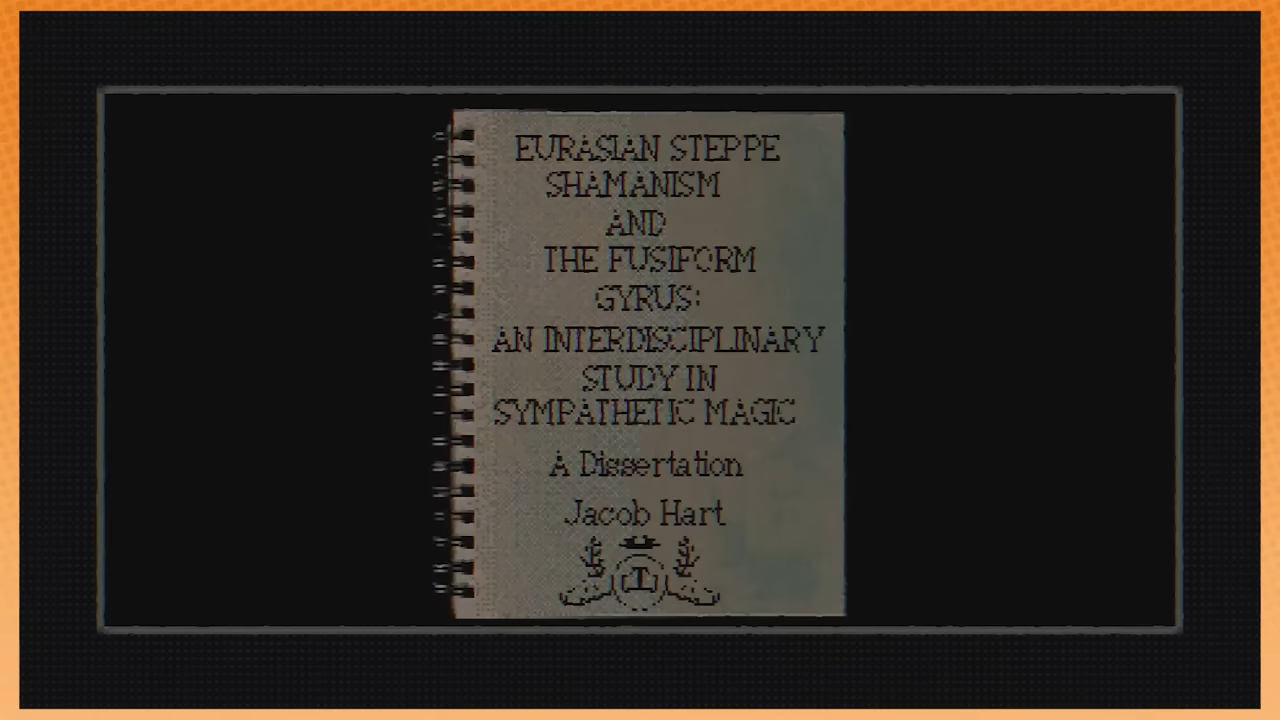 EURASIAN STEPPE
SHAMANISM
AND
THE FUSIFORM
GYRUS:
AN INTERDISCIPLINARY
STUDY IN
SYMPATHETIC MAGIC
A Dissertation
Jacob Hart
I